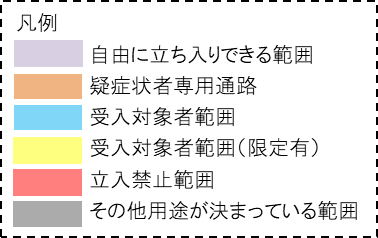 凡例
自由に立ち入りできる範囲
疑症状者専用通路
受入対象者範囲
受入対象者範囲(限定有)
立入禁止範囲
その他用途が決まっている範囲